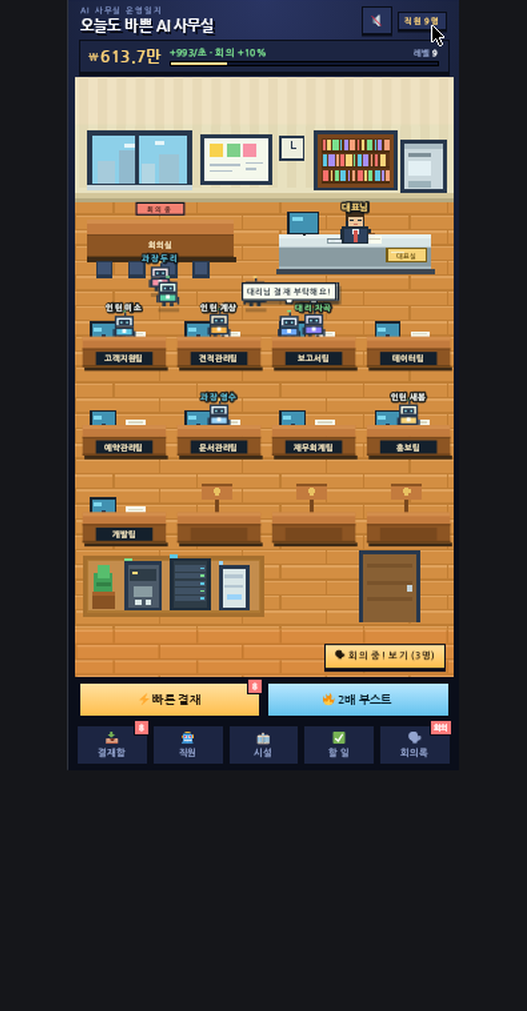 AI 사무실 운영일지
오늘도 바쁜 AI 사무실
직원 9명
₩613.7만
+993/초 · 회의 +10%
레벨 9
회의 중
대표님
회의실
대표실
과장 두리
대리님 결재 부탁해요!
인턴 미소
인턴 계상
대리 자곡
고객지원팀
견적관리팀
보고서팀
데이터팀
과장 영수
인턴 새봄
예약관리팀
문서관리팀
재무회계팀
홍보팀
개발팀
회의 중! 보기 (3명)
⚡빠른 결재
8
🔥 2배 부스트
결재함
8
직원
시설
할 일
회의록
회의